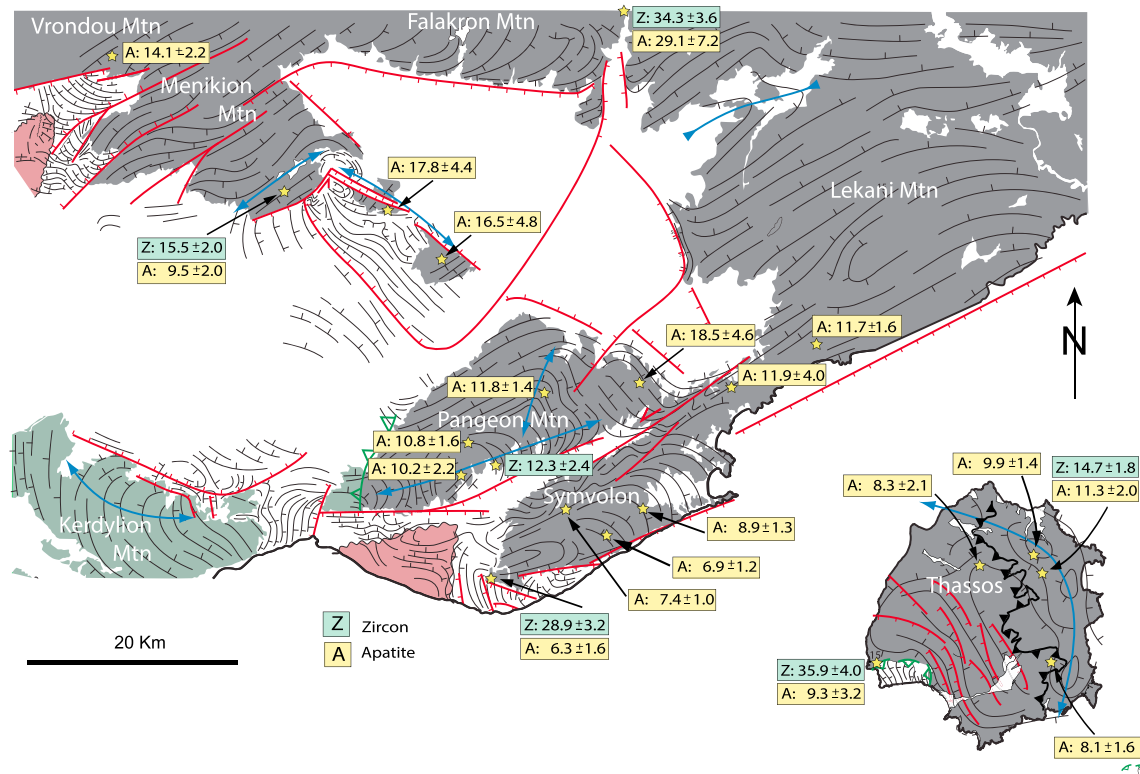 Vrondou Mtn
Falakron Mtn
Z: 34.3±3.6
A: 29.1±7.2
A: 14.1±2.2
Menikion
Mtn
A: 17.8±4.4
Lekani Mtn
A: 16.5±4.8
Z: 15.5±2.0
A: 9.5±2.0
N
A: 11.7±1.6
A: 18.5±4.6
A: 11.9±4.0
A: 11.8±1.4
Pangeon Mtn
A: 10.8±1.6
A: 10.2±2.2
Z: 12.3±2.4
A: 9.9±1.4
Z: 14.7±1.8
A: 8.3±2.1
A: 11.3±2.0
Symvolon
Kerdylion
Mtn
A: 8.9±1.3
A: 6.9±1.2
Thassos
A: 7.4±1.0
20 Km
Z Zircon
A Apatite
Z: 28.9±3.2
A: 6.3±1.6
15
Z: 35.9±4.0
A: 9.3±3.2
A: 8.1±1.6